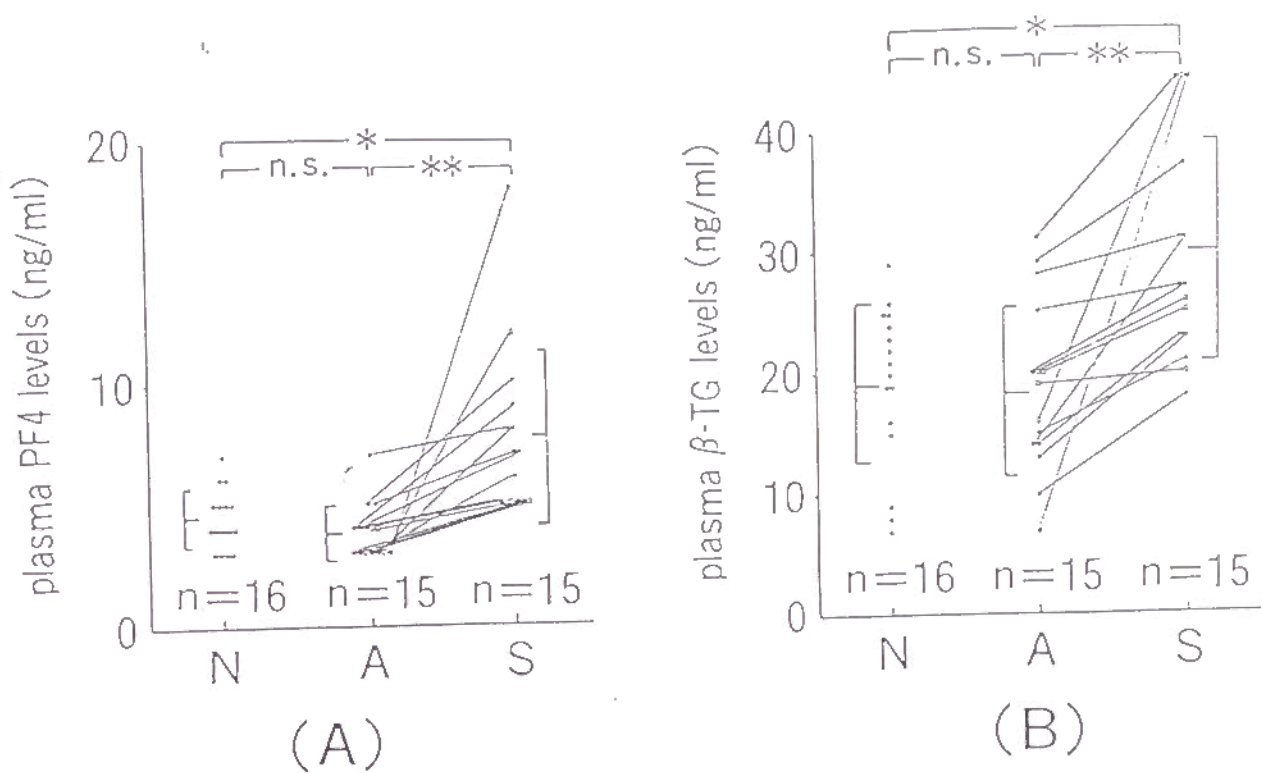 *
n.s. **
20
10
0
plasma PF4 levels (ng/ml)
n=16 n=15 n=15
N A S
(A)
*
n.s. **
40
30
20
10
0
plasma β-TG levels (ng/ml)
n=16 n=15 n=15
N A S
(B)